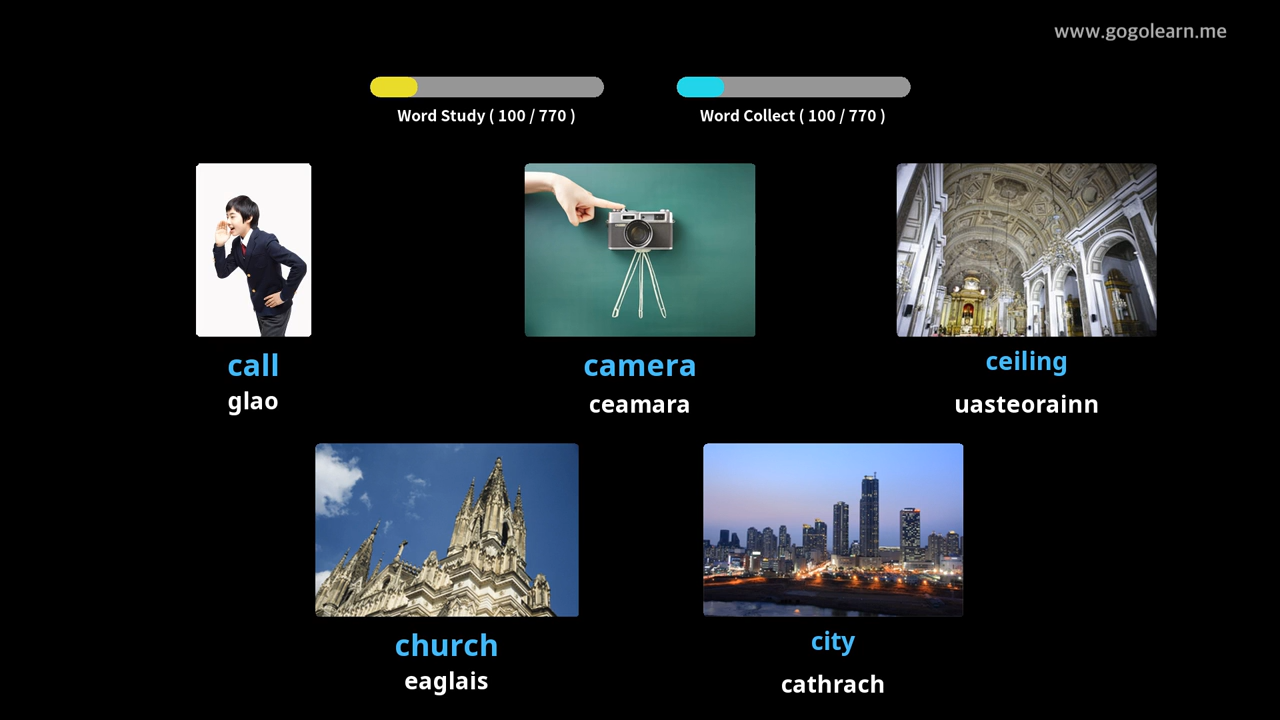 www.gogolearn.me
Word Study ( 100 / 770 )
Word Collect ( 100 / 770 )
call
glao
camera
ceamara
ceiling
uasteorainn
church
eaglais
city
cathrach